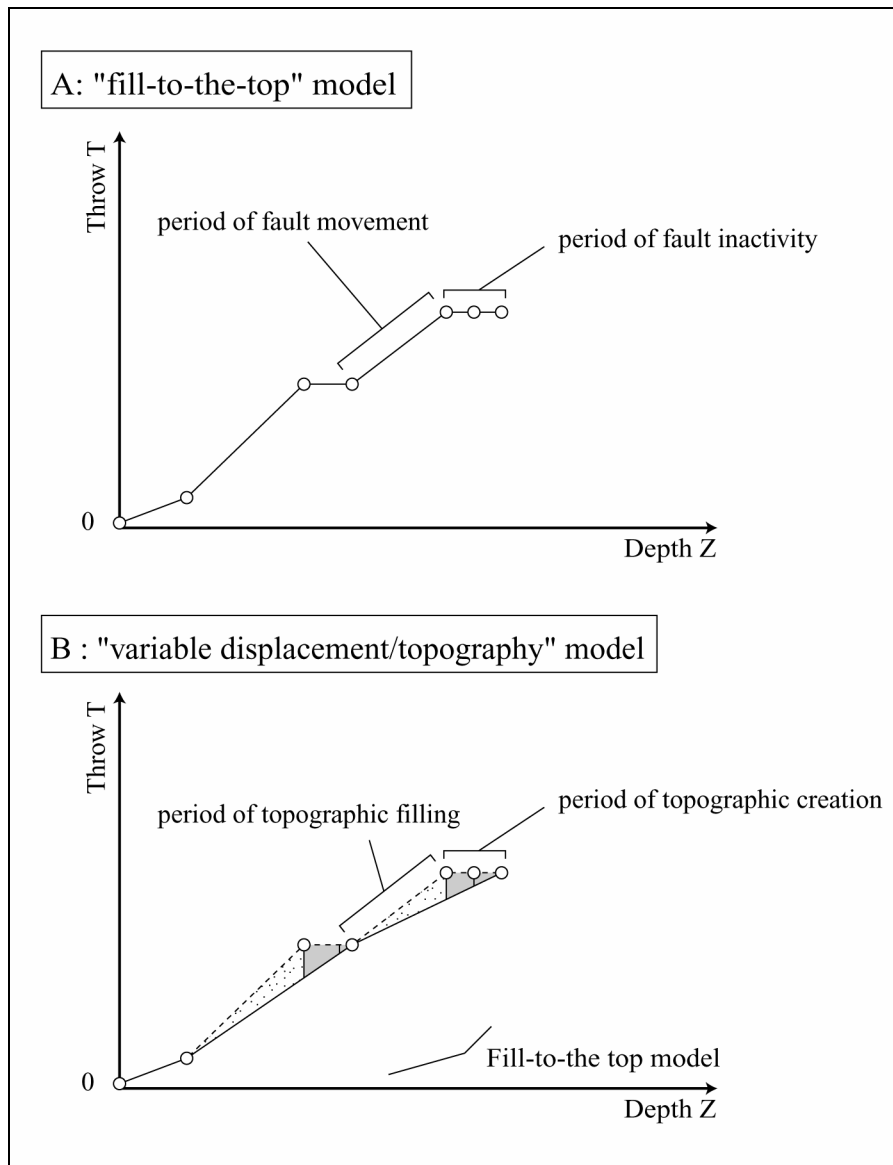 A: "fill-to-the-top" model
Throw T
period of fault movement
period of fault inactivity
0
Depth Z
B : "variable displacement/topography" model
Throw T
period of topographic filling
period of topographic creation
Fill-to-the top model
0
Depth Z